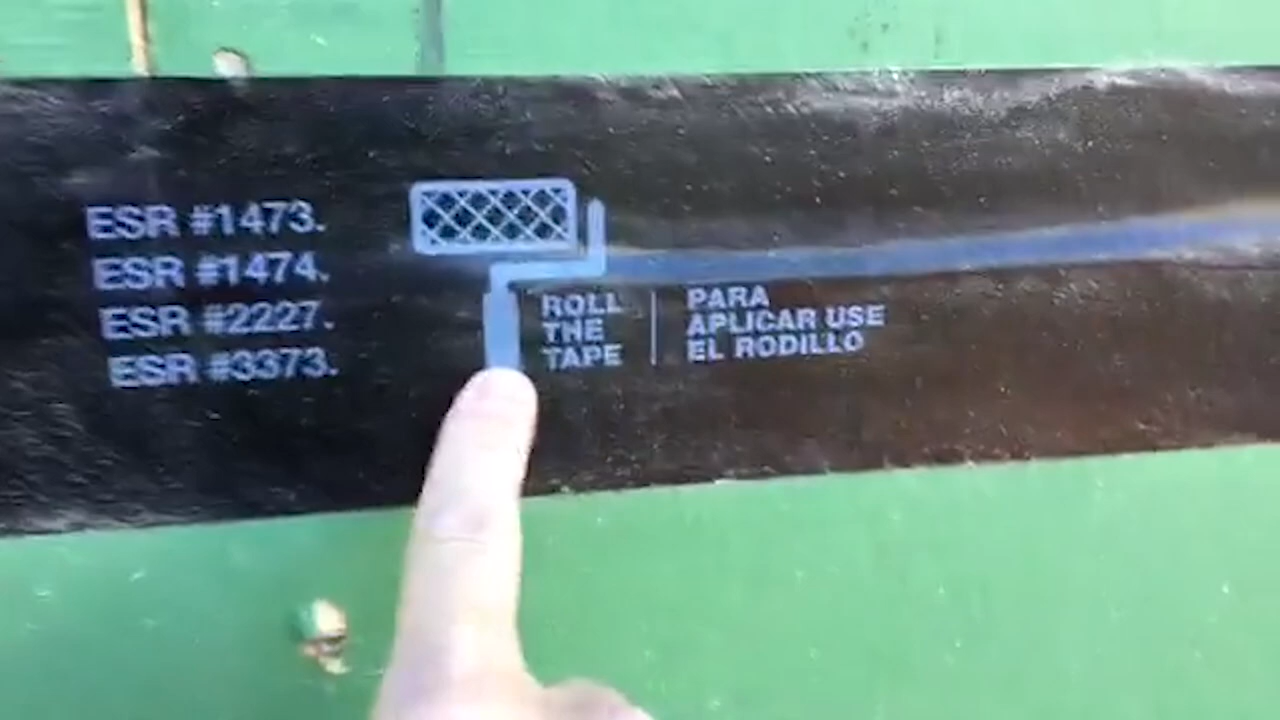 ESR #1473.
ESR #1474.
ESR #2227.
ESR #3373.
ROLL
THE
TAPE
PARA
APLICAR USE
EL RODILLO